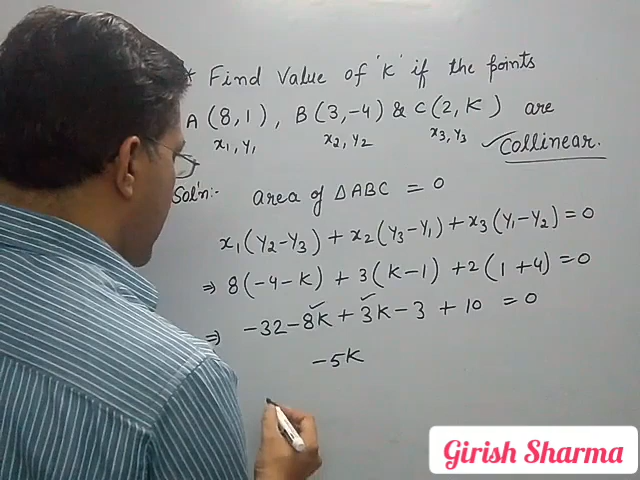 * Find Value of 'K' if the points
A (8,1), B(3,-4) & C(2, K) are
x₁, y₁ x₂, y₂ x₃, y₃ ✓Collinear.
Sol'n:- area of ΔABC = 0
x₁(y₂-y₃) + x₂(y₃-y₁) + x₃(y₁-y₂) = 0
⇒ 8(-4-K) + 3(K-1) + 2(1+4) = 0
⇒ -32 - 8K + 3K - 3 + 10 = 0
-5K
Girish Sharma